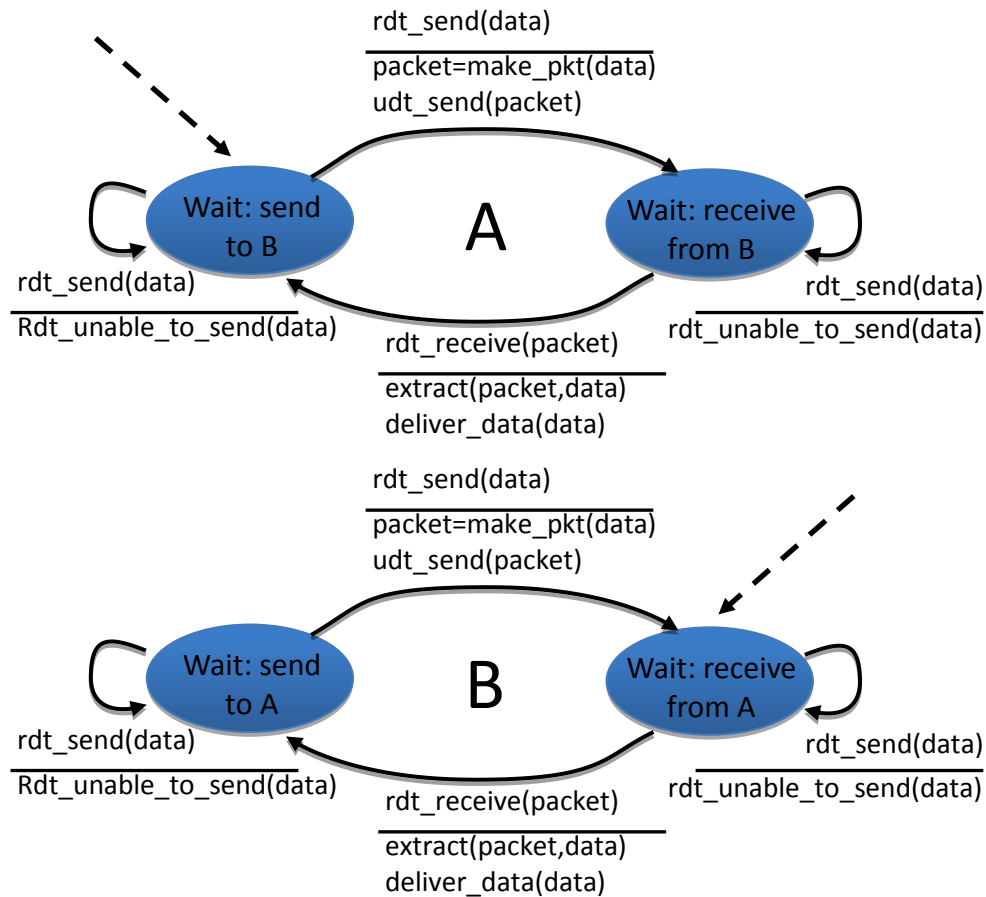 rdt_send(data)
packet=make_pkt(data)
udt_send(packet)
Wait: send
to B
A
Wait: receive
from B
rdt_send(data)
Rdt_unable_to_send(data)
rdt_send(data)
rdt_unable_to_send(data)
rdt_receive(packet)
extract(packet,data)
deliver_data(data)
rdt_send(data)
packet=make_pkt(data)
udt_send(packet)
Wait: send
to A
B
Wait: receive
from A
rdt_send(data)
Rdt_unable_to_send(data)
rdt_send(data)
rdt_unable_to_send(data)
rdt_receive(packet)
extract(packet,data)
deliver_data(data)